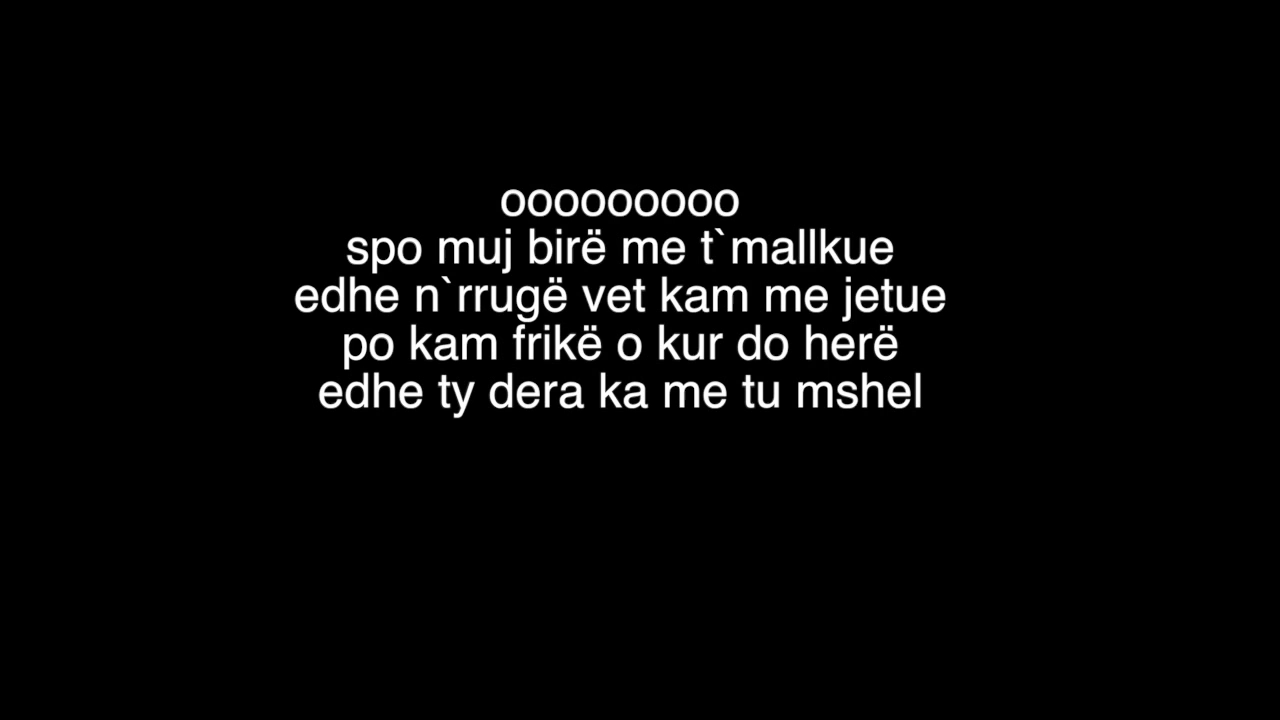 ooooooooo
spo muj birë me t`mallkue
edhe n`rrugë vet kam me jetue
po kam frikë o kur do herë
edhe ty dera ka me tu mshel